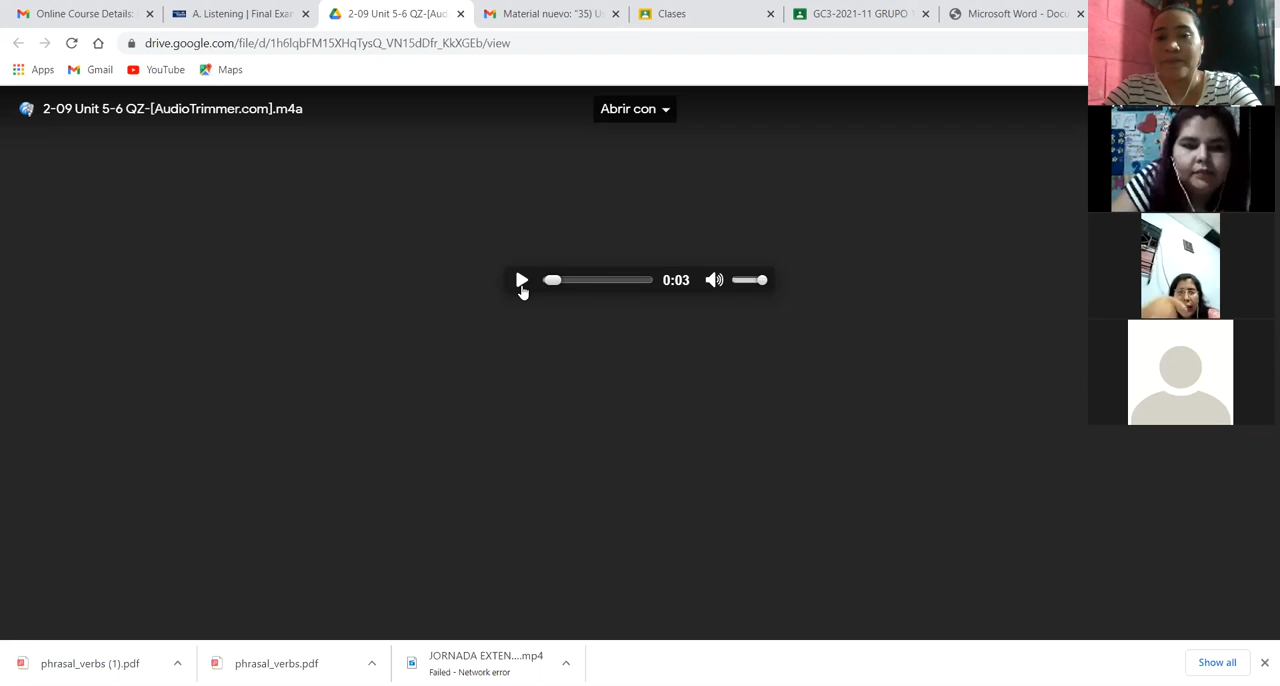 Online Course Details:
A. Listening | Final Exar
2-09 Unit 5-6 QZ-[Aud
Material nuevo: "35) Us
Clases
GC3-2021-11 GRUPO
Microsoft Word - Docu
drive.google.com/file/d/1h6lqbFM15XHqTysQ_VN15dDfr_KkXGEb/view
Apps
Gmail
YouTube
Maps
2-09 Unit 5-6 QZ-[AudioTrimmer.com].m4a
Abrir con
0:03
phrasal_verbs (1).pdf
phrasal_verbs.pdf
JORNADA EXTEN....mp4
Failed - Network error
Show all